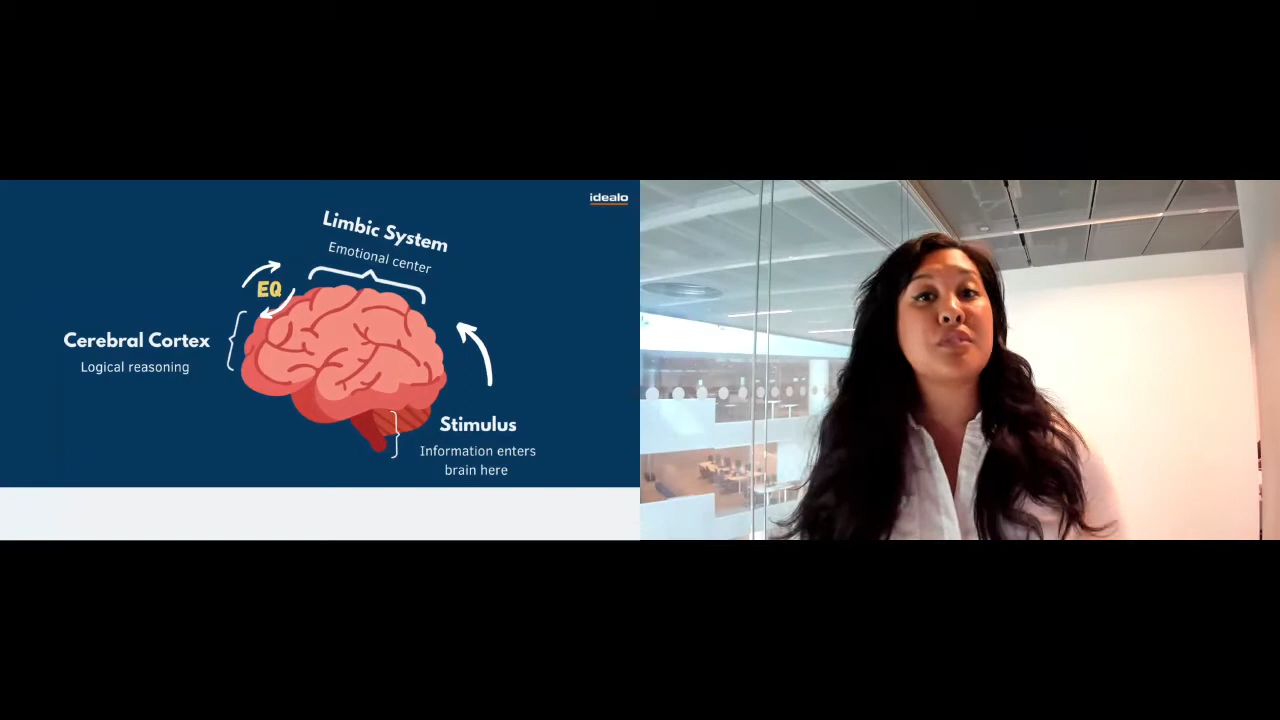 idealo
Limbic System
Emotional center
EQ
Cerebral Cortex
Logical reasoning
Stimulus
Information enters
brain here